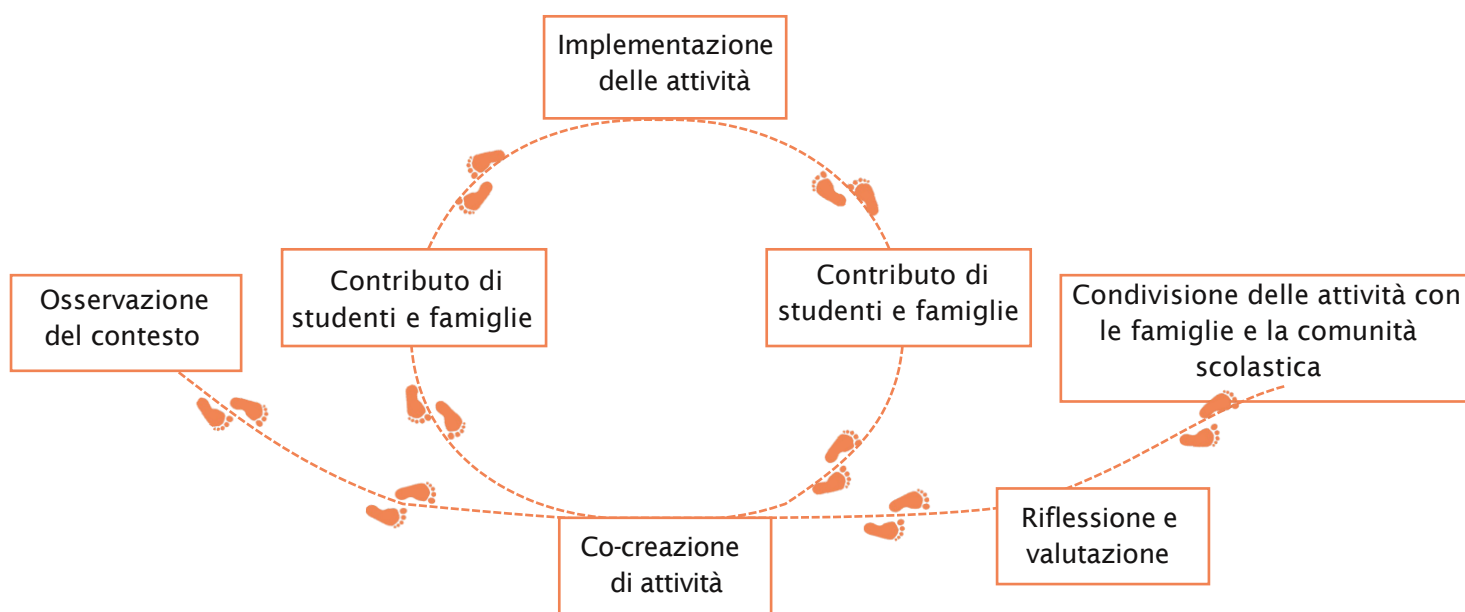 Implementazione
delle attività
Osservazione
del contesto
Contributo di
studenti e famiglie
Contributo di
studenti e famiglie
Condivisione delle attività con
le famiglie e la comunità
scolastica
Co-creazione
di attività
Riflessione e
valutazione